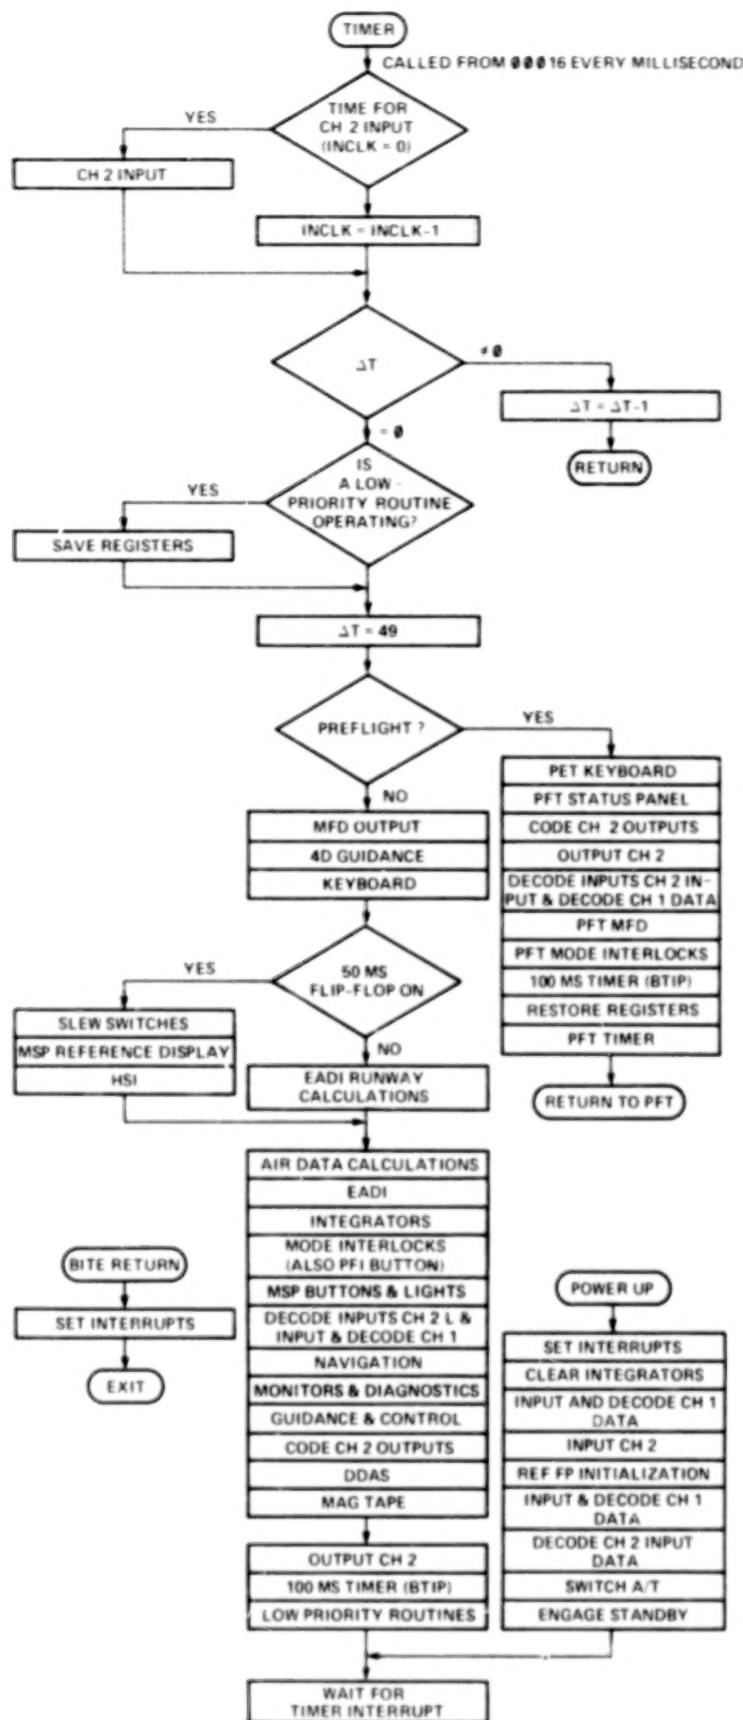 TIMER
CALLED FROM 00016 EVERY MILLISECOND
TIME FOR
CH 2 INPUT
(INCLK = 0)
YES
CH 2 INPUT
INCLK = INCLK-1
ΔT
≠0
ΔT = ΔT-1
RETURN
= 0
IS
A LOW -
PRIORITY ROUTINE
OPERATING?
YES
SAVE REGISTERS
ΔT = 49
PREFLIGHT ?
YES
NO
PET KEYBOARD
PFT STATUS PANEL
CODE CH 2 OUTPUTS
OUTPUT CH 2
DECODE INPUTS CH 2 IN-
PUT & DECODE CH 1 DATA
PFT MFD
PFT MODE INTERLOCKS
100 MS TIMER (BTIP)
RESTORE REGISTERS
PFT TIMER
RETURN TO PFT
MFD OUTPUT
4D GUIDANCE
KEYBOARD
50 MS
FLIP-FLOP ON
YES
NO
SLEW SWITCHES
MSP REFERENCE DISPLAY
HSI
EADI RUNWAY
CALCULATIONS
AIR DATA CALCULATIONS
EADI
INTEGRATORS
MODE INTERLOCKS
(ALSO PFI BUTTON)
MSP BUTTONS & LIGHTS
DECODE INPUTS CH 2 L &
INPUT & DECODE CH 1
NAVIGATION
MONITORS & DIAGNOSTICS
GUIDANCE & CONTROL
CODE CH 2 OUTPUTS
DDAS
MAG TAPE
OUTPUT CH 2
100 MS TIMER (BTIP)
LOW PRIORITY ROUTINES
WAIT FOR
TIMER INTERRUPT
BITE RETURN
SET INTERRUPTS
EXIT
POWER UP
SET INTERRUPTS
CLEAR INTEGRATORS
INPUT AND DECODE CH 1
DATA
INPUT CH 2
REF FP INITIALIZATION
INPUT & DECODE CH 1
DATA
DECODE CH 2 INPUT
DATA
SWITCH A/T
ENGAGE STANDBY